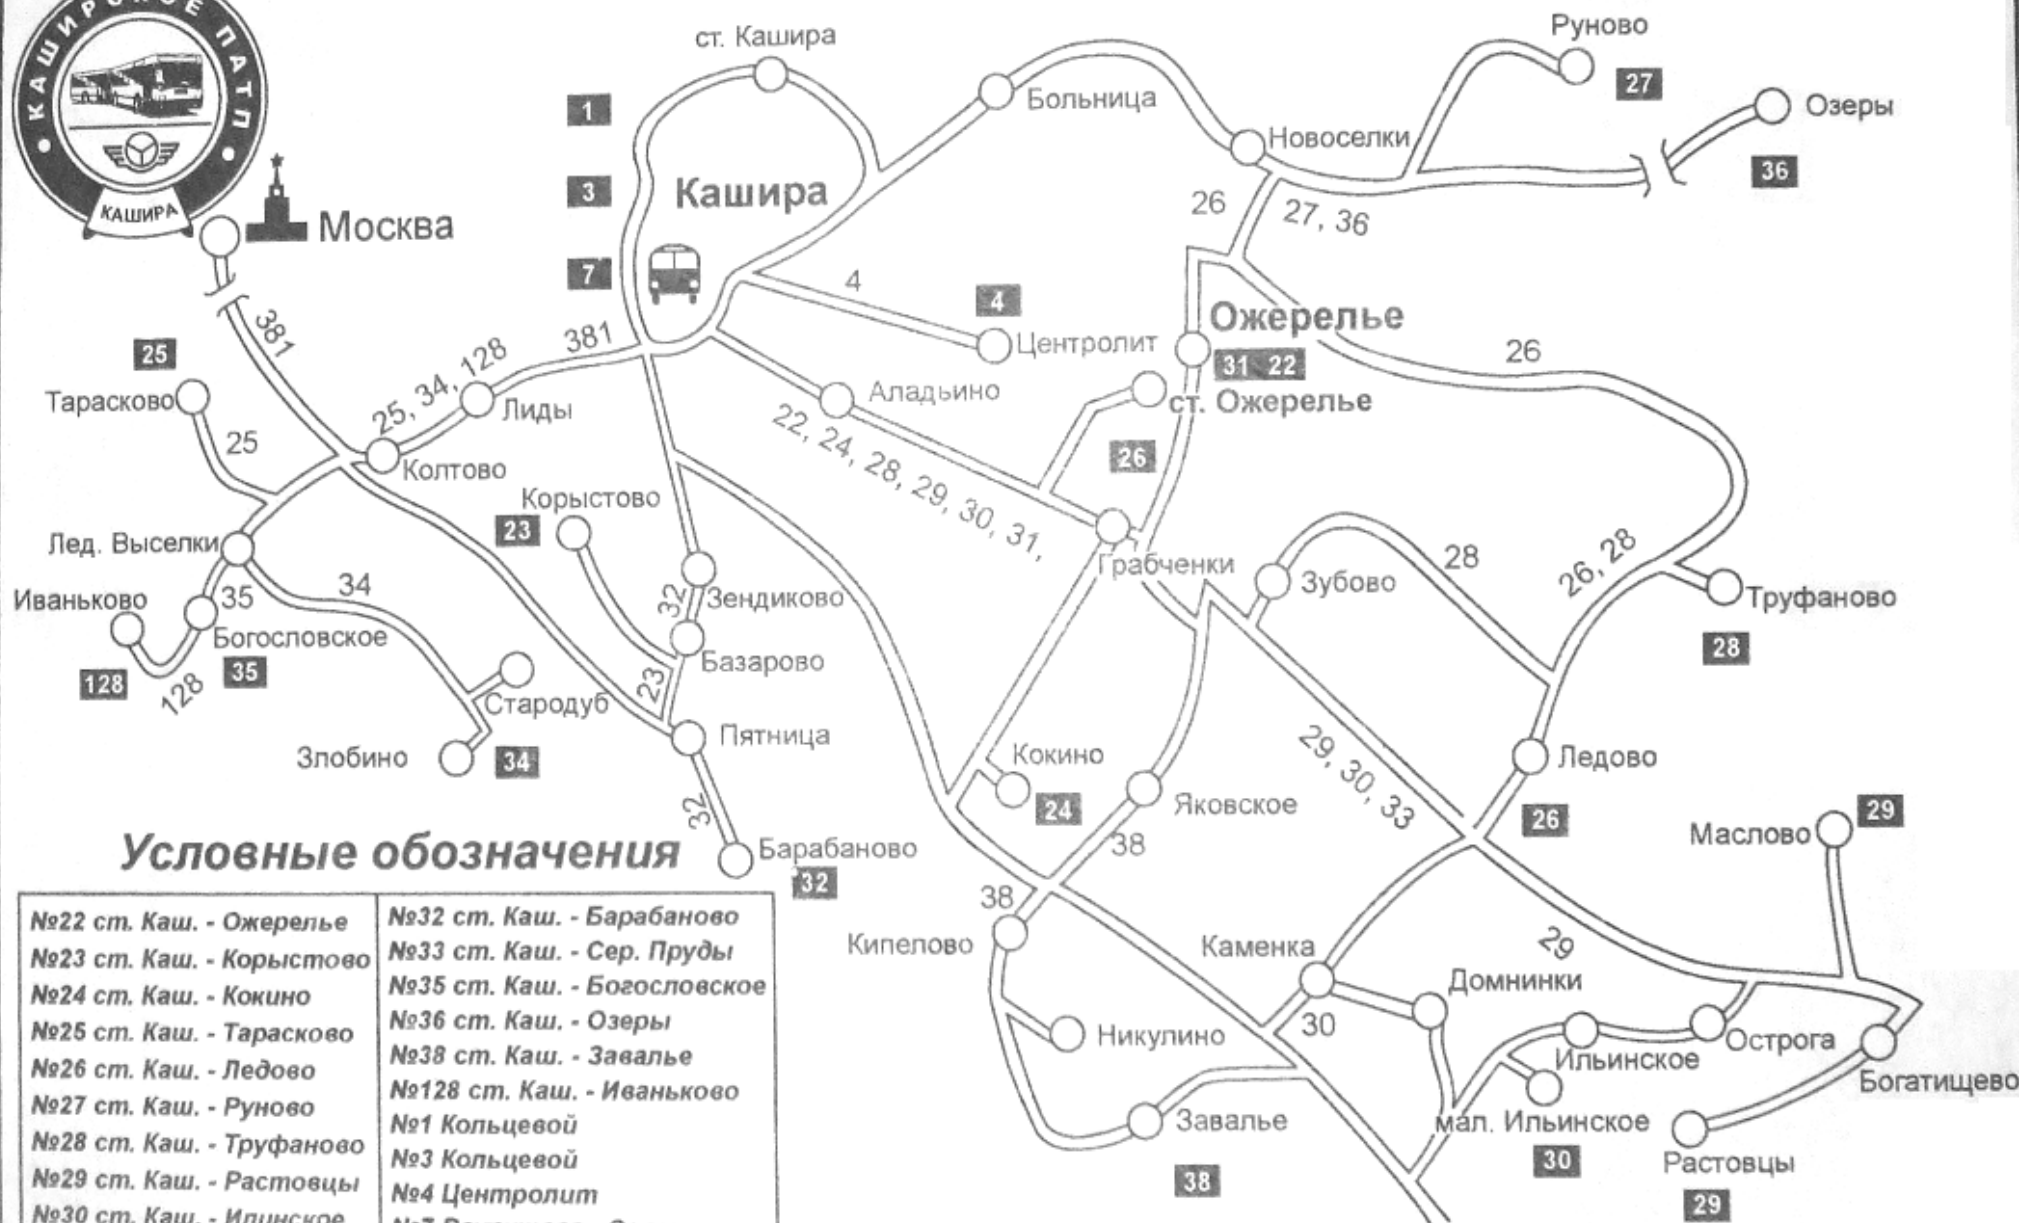 КАШИРСКОЕ ПАТП
КАШИРА
ст. Кашира
Больница
Руново
27
Озеры
36
Новоселки
26
27, 36
1
3
7
Кашира
Москва
381
4
4
Центролит
Ожерелье
31 22
ст. Ожерелье
26
26
25
Тарасково
25
25, 34, 128
381
Лиды
Колтово
Аладьино
22, 24, 28, 29, 30, 31,
Корыстово
23
Лед. Выселки
Иваньково
35
34
Богословское
35
128
128
Стародуб
Злобино
34
32
Зендиково
Базарово
23
Пятница
32
Барабаново
32
Грабченки
Зубово
28
26, 28
Труфаново
28
Кокино
24
Яковское
38
29, 30, 33
Ледово
26
Маслово
29
38
Кипелово
Каменка
29
Домнинки
30
Никулино
Ильинское
Острога
Богатищево
Завалье
мал. Ильинское
38
30
Растовцы
29
Условные обозначения
№22 ст. Каш. - Ожерелье
№23 ст. Каш. - Корыстово
№24 ст. Каш. - Кокино
№25 ст. Каш. - Тарасково
№26 ст. Каш. - Ледово
№27 ст. Каш. - Руново
№28 ст. Каш. - Труфаново
№29 ст. Каш. - Растовцы
№30 ст. Каш. - Илинское
№32 ст. Каш. - Барабаново
№33 ст. Каш. - Сер. Пруды
№35 ст. Каш. - Богословское
№36 ст. Каш. - Озеры
№38 ст. Каш. - Завалье
№128 ст. Каш. - Иваньково
№1 Кольцевой
№3 Кольцевой
№4 Центролит
№7